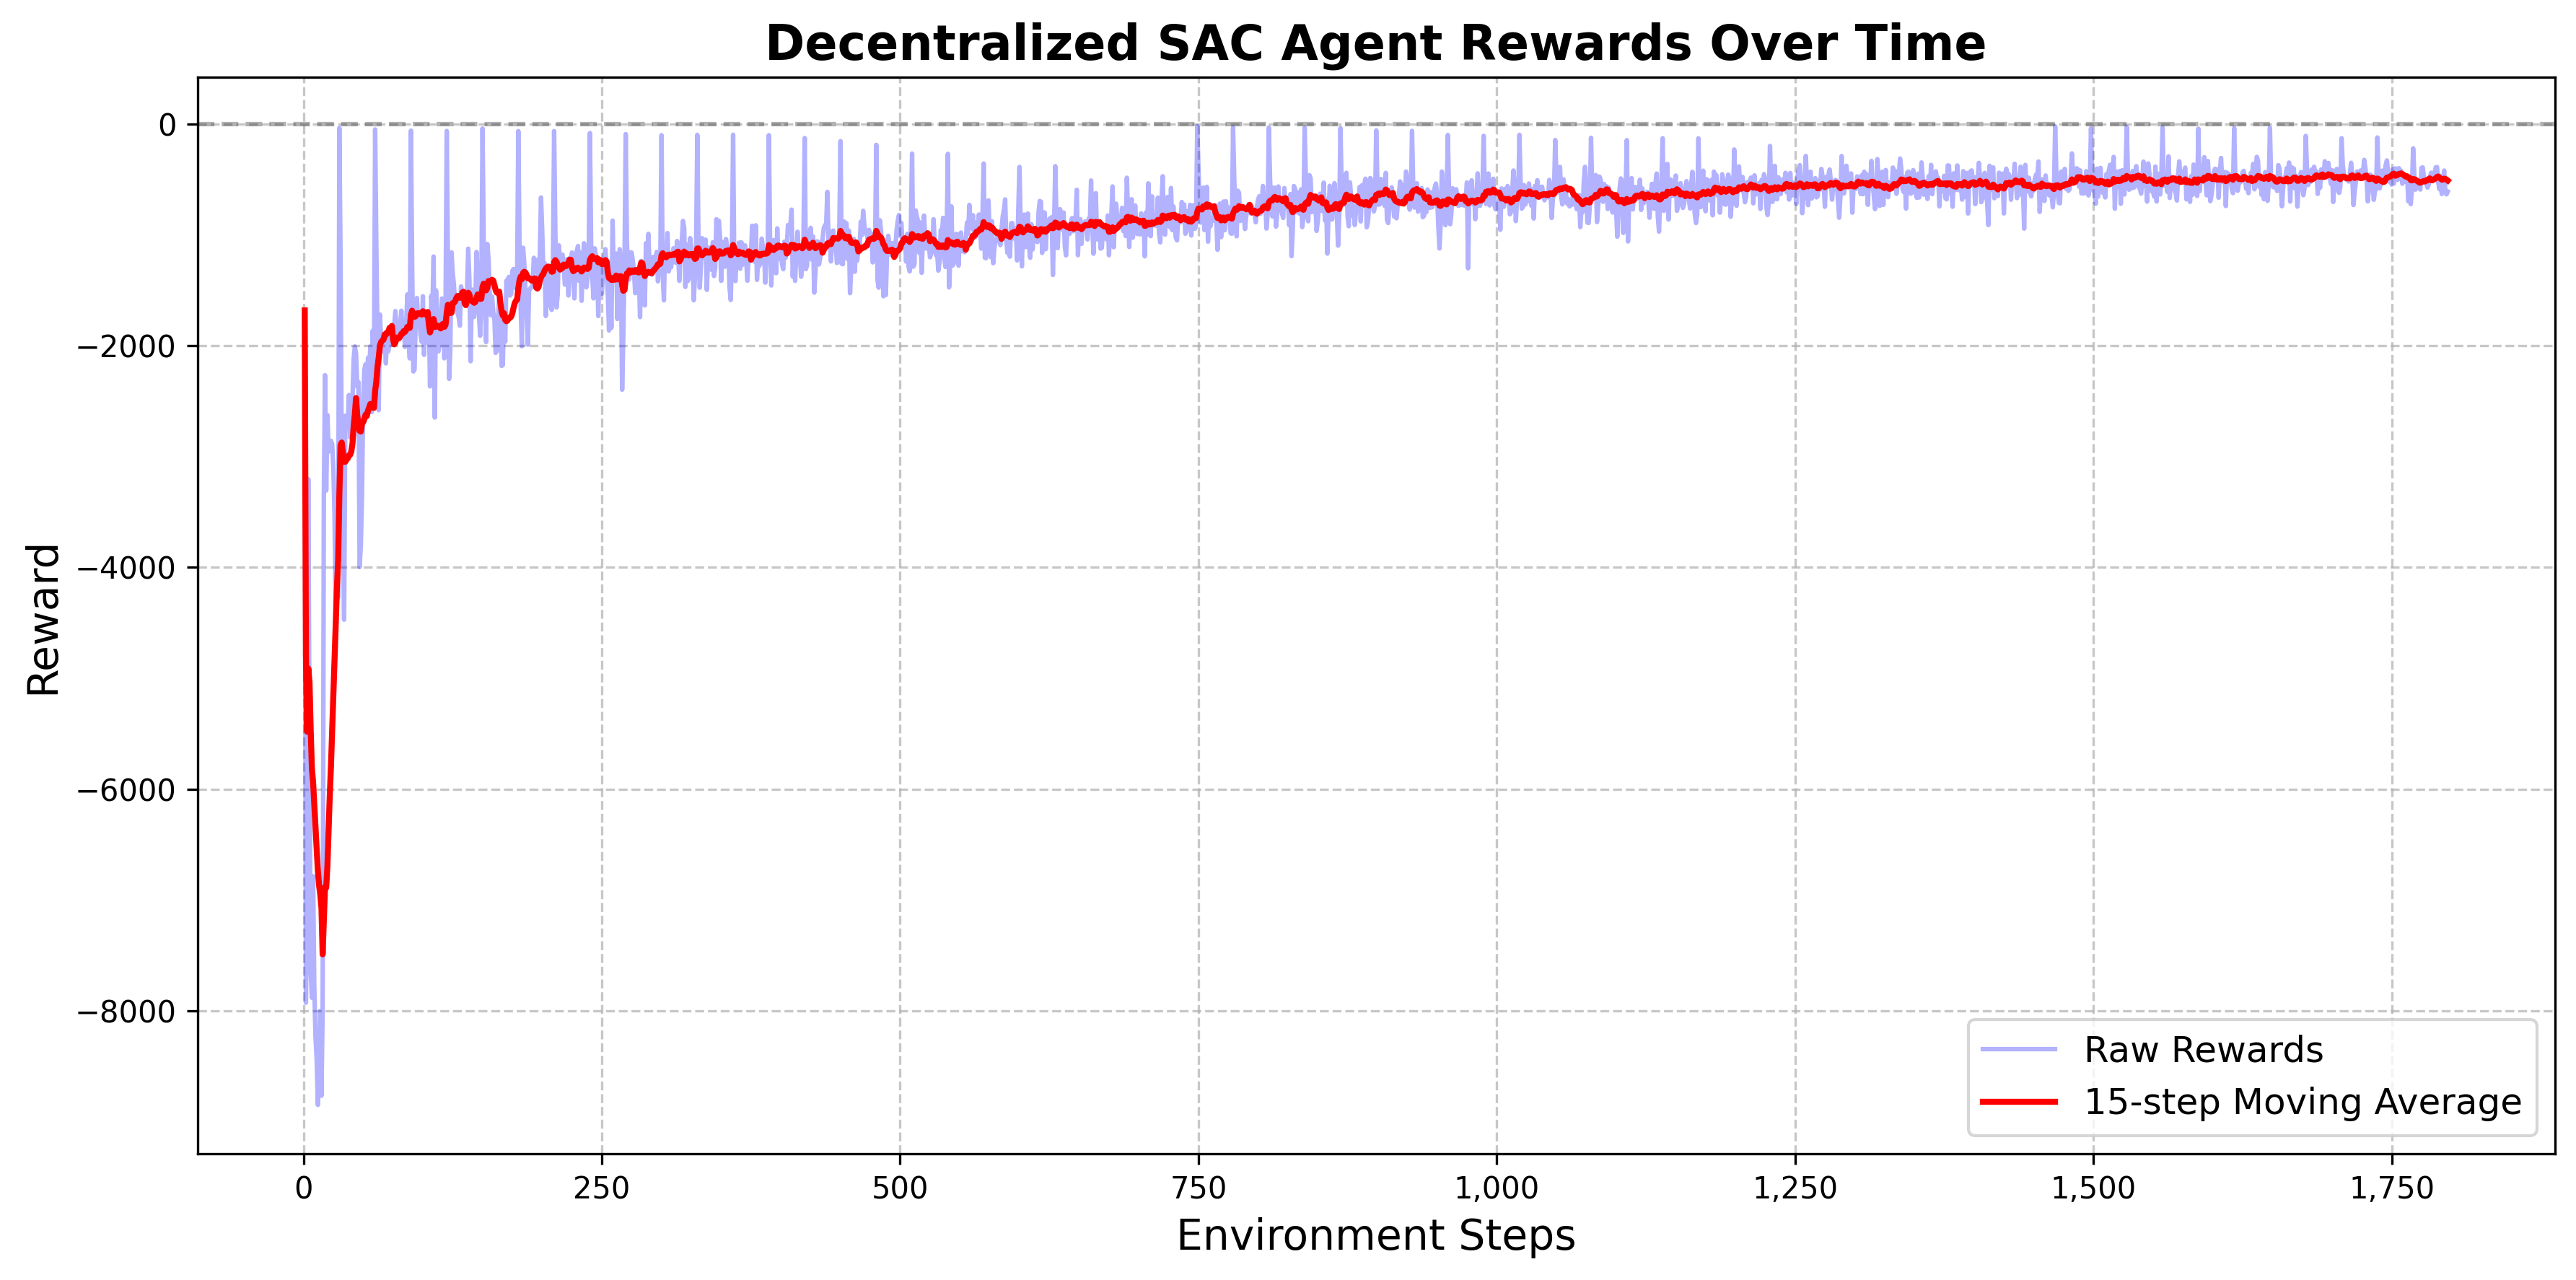 Decentralized SAC Agent Rewards Over Time
Reward
0
−2000
−4000
−6000
−8000
0
250
500
750
1,000
1,250
1,500
1,750
Environment Steps
Raw Rewards
15-step Moving Average